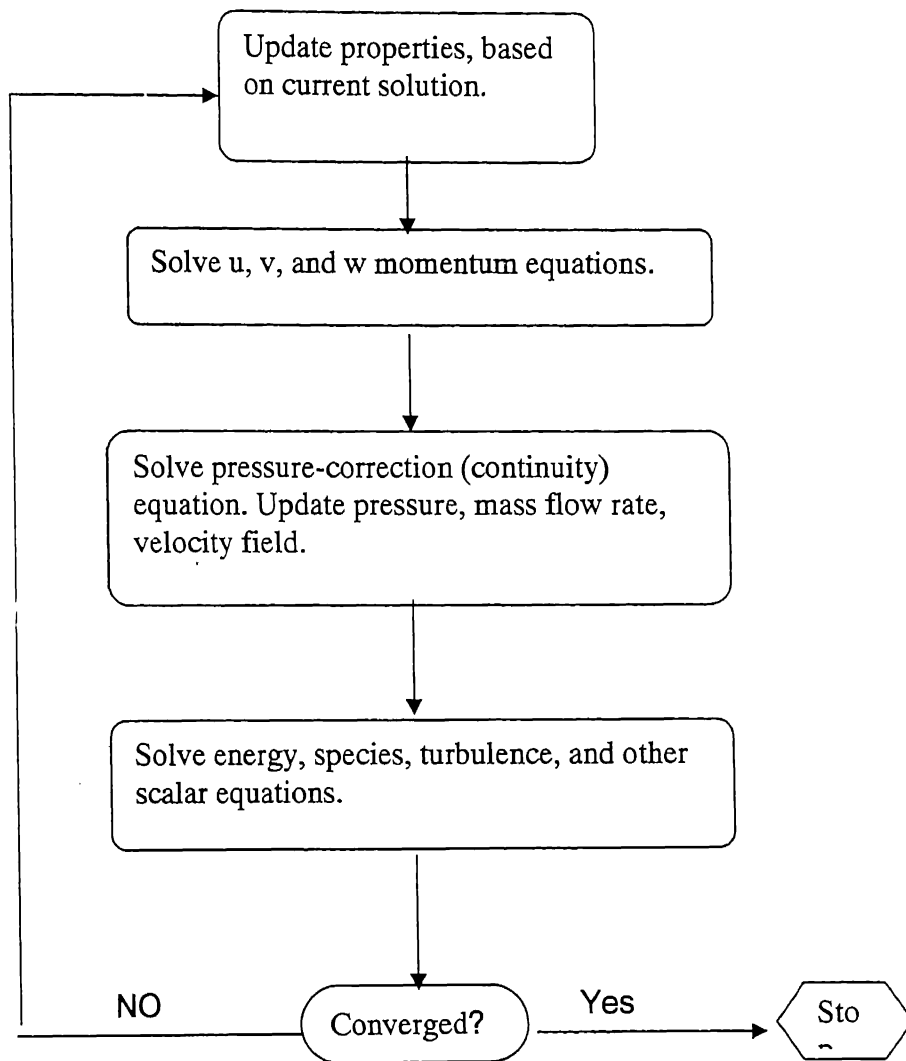 Update properties, based
on current solution.
Solve u, v, and w momentum equations.
Solve pressure-correction (continuity)
equation. Update pressure, mass flow rate,
velocity field.
Solve energy, species, turbulence, and other
scalar equations.
NO
Converged?
Yes
Sto